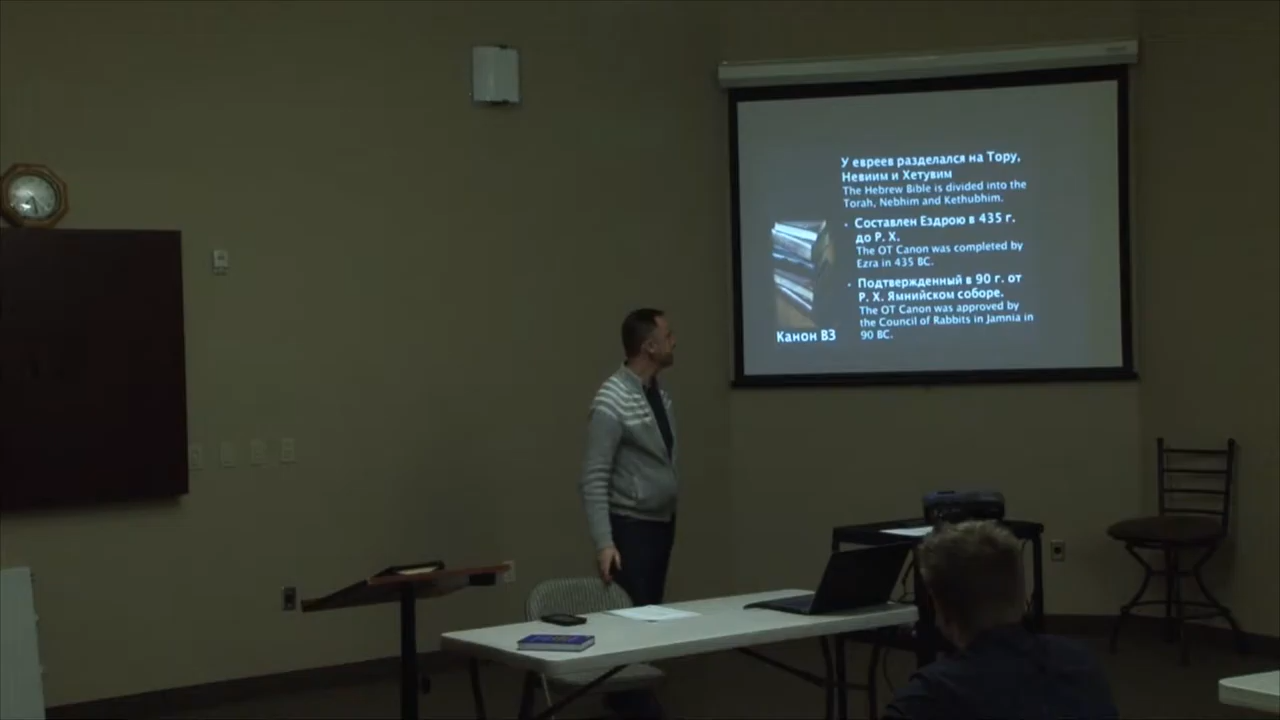 У евреев разделался на Тору,
Невиим и Хетувим
The Hebrew Bible is divided into the
Torah, Nebhim and Kethubhim.
• Составлен Ездрою в 435 г.
до Р. Х.
The OT Canon was completed by
Ezra in 435 BC.
• Подтвержденный в 90 г. от
Р. Х. Ямнийском соборе.
The OT Canon was approved by
the Council of Rabbits in Jamnia in
90 BC.
Канон ВЗ